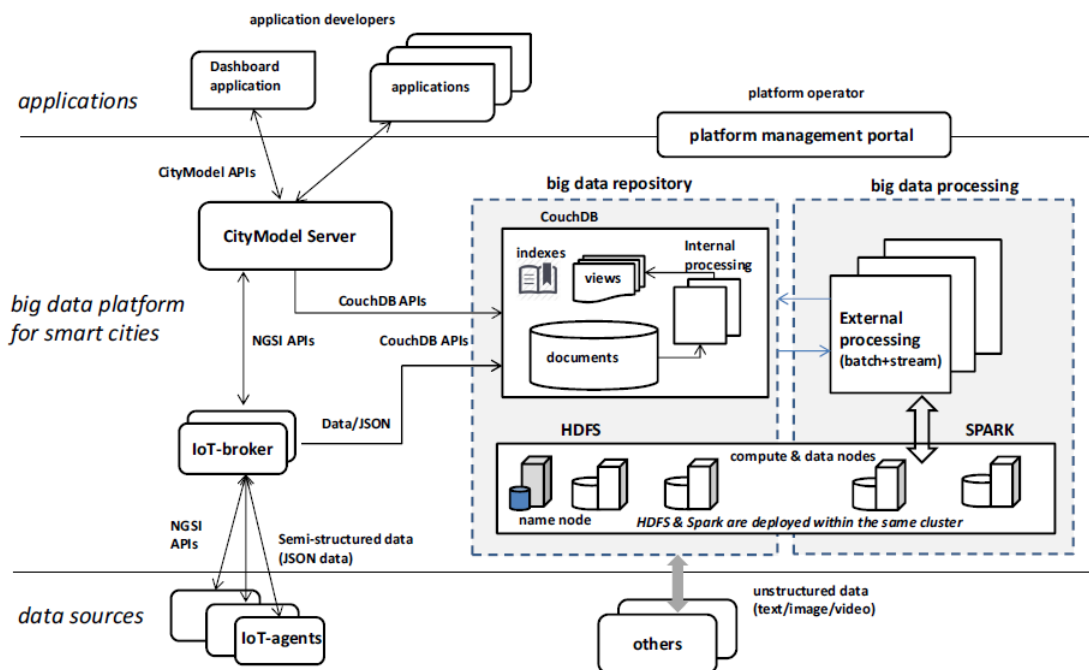 application developers
Dashboard
application
applications
applications
platform operator
platform management portal
CityModel APIs
big data repository
big data processing
CityModel Server
CouchDB
indexes
views
Internal
processing
documents
External
processing
(batch+stream)
big data platform
for smart cities
CouchDB APIs
NGSI APIs
CouchDB APIs
Data/JSON
IoT-broker
HDFS
SPARK
compute & data nodes
name node
HDFS & Spark are deployed within the same cluster
NGSI
APIs
Semi-structured data
(JSON data)
data sources
IoT-agents
unstructured data
(text/image/video)
others